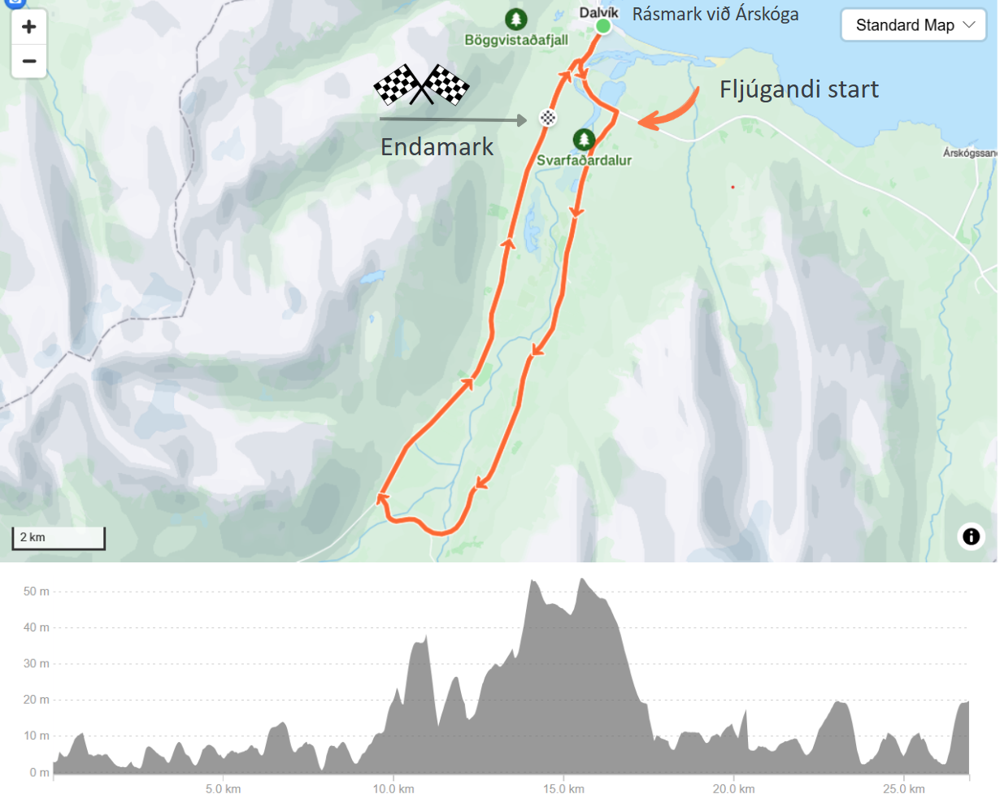 Dalvík
Rásmark við Árskóga
Standard Map
Böggvistaðafjall
Fljúgandi start
Endamark
Svarfaðardalur
Árskógssan
2 km
50 m
40 m
30 m
20 m
10 m
0 m
5.0 km
10.0 km
15.0 km
20.0 km
25.0 km